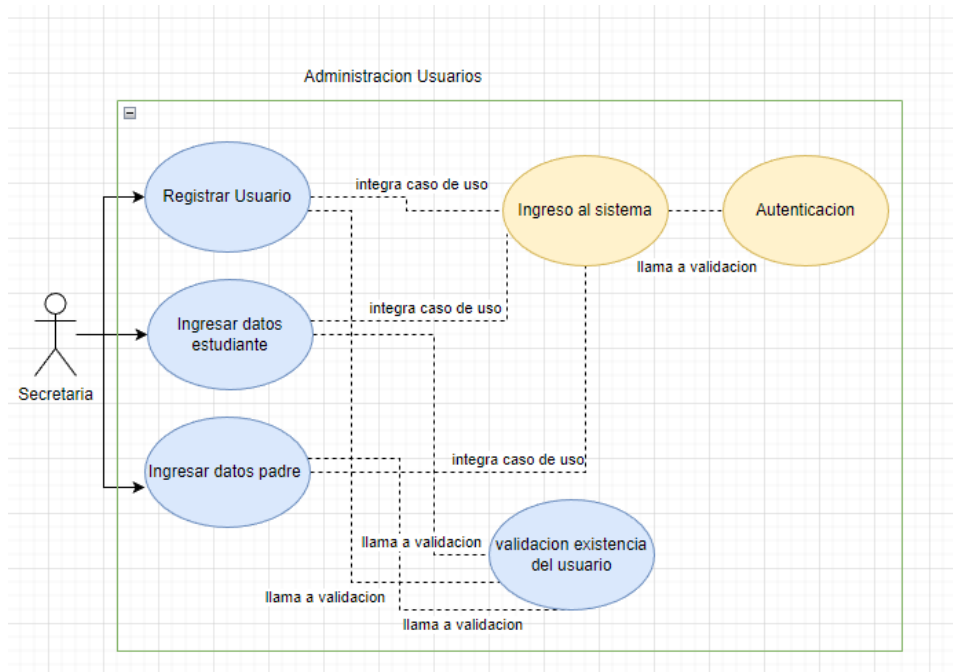 Administracion Usuarios
Registrar Usuario
integra caso de uso
Ingreso al sistema
Autenticacion
llama a validacion
Ingresar datos
estudiante
integra caso de uso
Secretaria
Ingresar datos padre
integra caso de uso
llama a validacion
validacion existencia
del usuario
llama a validacion
llama a validacion